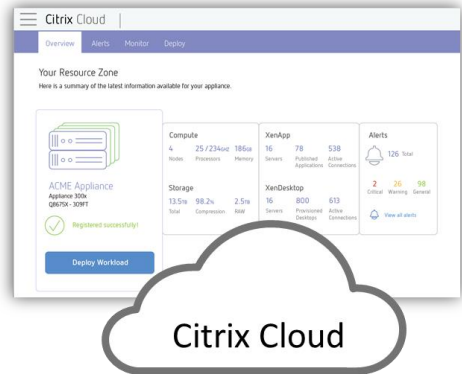 Citrix Cloud
Overview Alerts Monitor Deploy
Your Resource Zone
Here is a summary of the latest information available for your appliance.
ACME Appliance
Appliance 300x
Q8675X - 309FT
Registered successfully!
Deploy Workload
Compute
4 25/234GHZ 186GB
Nodes Processors Memory
Storage
13.5TB 98.2% 2.5TB
Total Compression RAW
XenApp
16 78 538
Servers Published Applications Active Connections
XenDesktop
16 800 613
Servers Provisioned Desktops Active Connections
Alerts
126 Total
2 26 98
Critical Warning General
View all alerts
Citrix Cloud